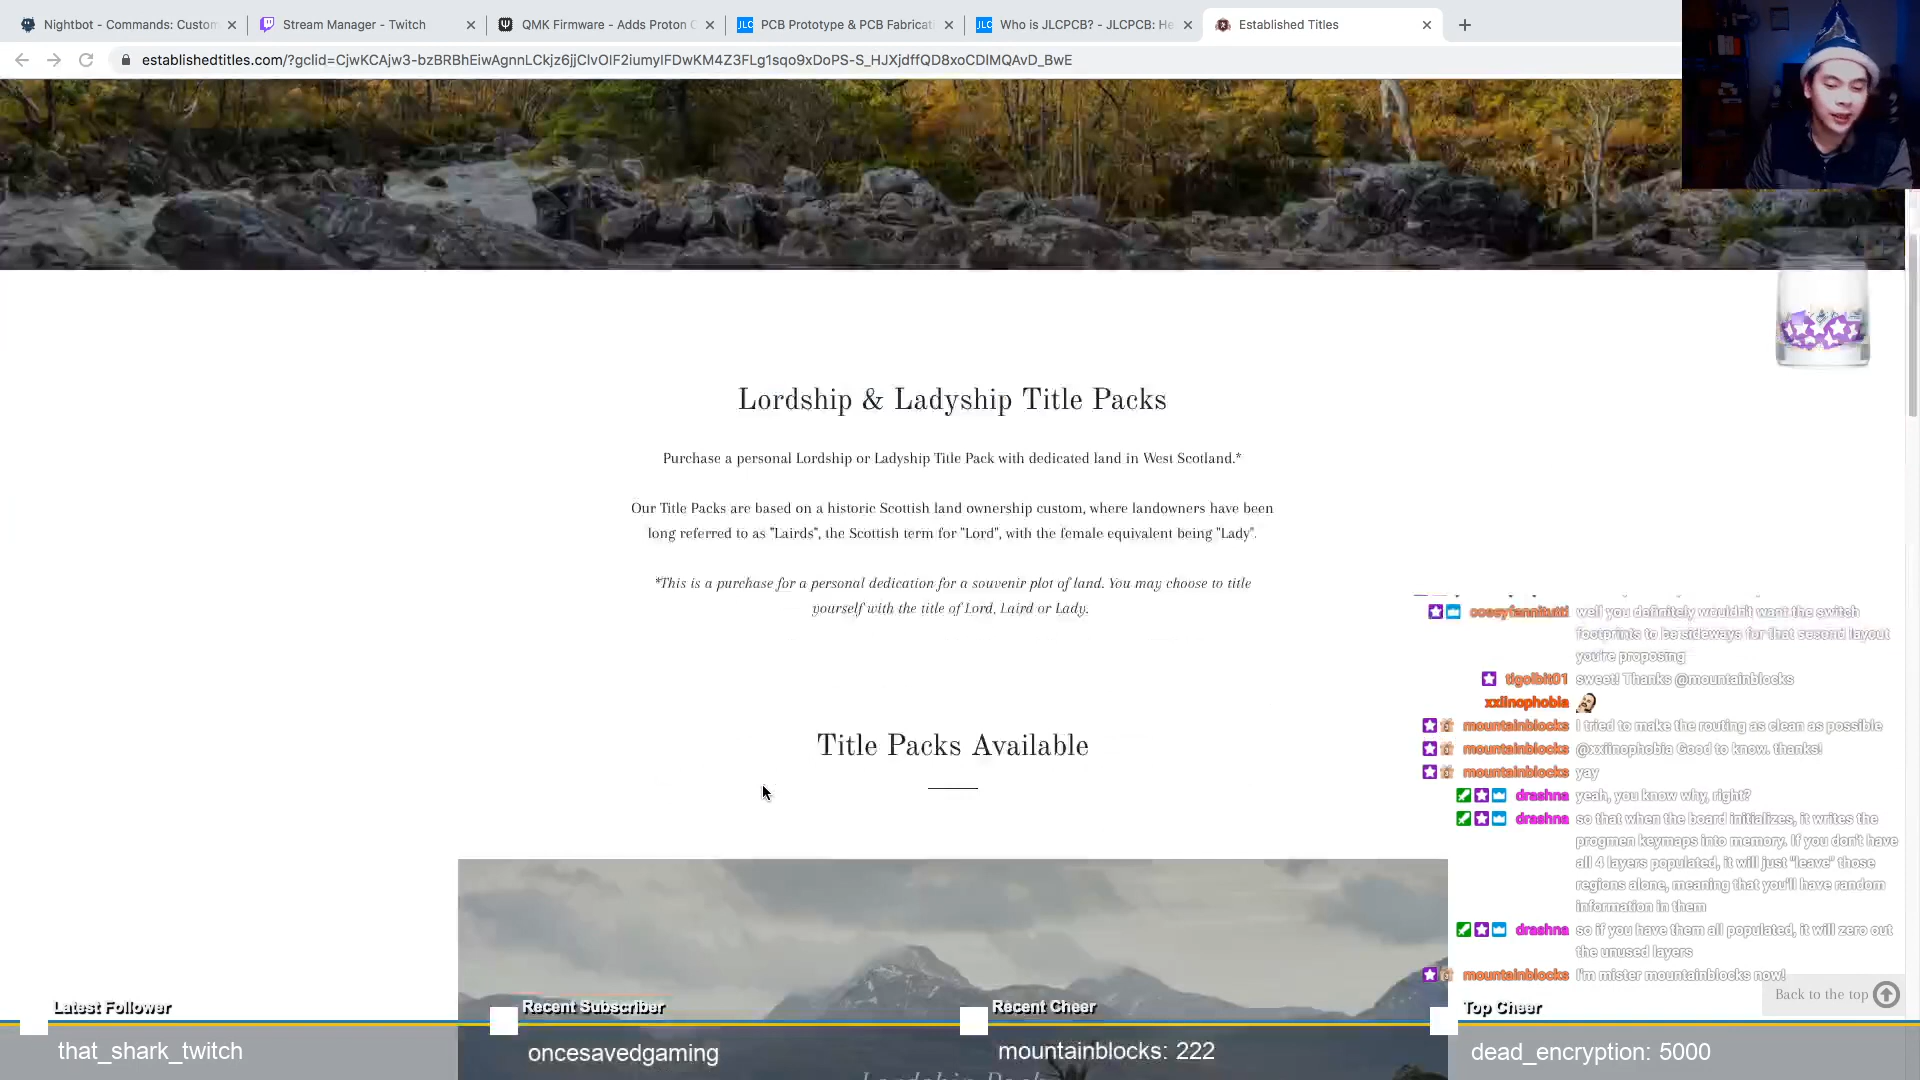 Nightbot - Commands: Custom
Stream Manager - Twitch
QMK Firmware - Adds Proton C
JLC
PCB Prototype & PCB Fabricati
JLC
Who is JLCPCB? - JLCPCB: He
Established Titles
establishedtitles.com/?gclid=CjwKCAjw3-bzBRBhEiwAgnnLCkjz6jjClvOIF2iumyIFDwKM4Z3FLg1sqo9xDoPS-S_HJXjdffQD8xoCDlMQAvD_BwE
Lordship & Ladyship Title Packs
Purchase a personal Lordship or Ladyship Title Pack with dedicated land in West Scotland.*
Our Title Packs are based on a historic Scottish land ownership custom, where landowners have been
long referred to as "Lairds", the Scottish term for "Lord", with the female equivalent being "Lady".
*This is a purchase for a personal dedication for a souvenir plot of land. You may choose to title
yourself with the title of Lord, Laird or Lady.
Title Packs Available
well you definitely wouldn't want the switch
footprints to be sideways for that second layout
you're proposing
tigolbit01 sweet! Thanks @mountainblocks
xxiinophobia
mountainblocks I tried to make the routing as clean as possible
mountainblocks @xxiinophobia Good to know. thanks!
mountainblocks yay
drashna yeah, you know why, right?
drashna so that when the board initializes, it writes the
progmen keymaps into memory. If you don't have
all 4 layers populated, it will just "leave" those
regions alone, meaning that you'll have random
information in them
drashna so if you have them all populated, it will zero out
the unused layers
mountainblocks I'm mister mountainblocks now!
Back to the top
Latest Follower
that_shark_twitch
Recent Subscriber
oncesavedgaming
Recent Cheer
mountainblocks: 222
Top Cheer
dead_encryption: 5000